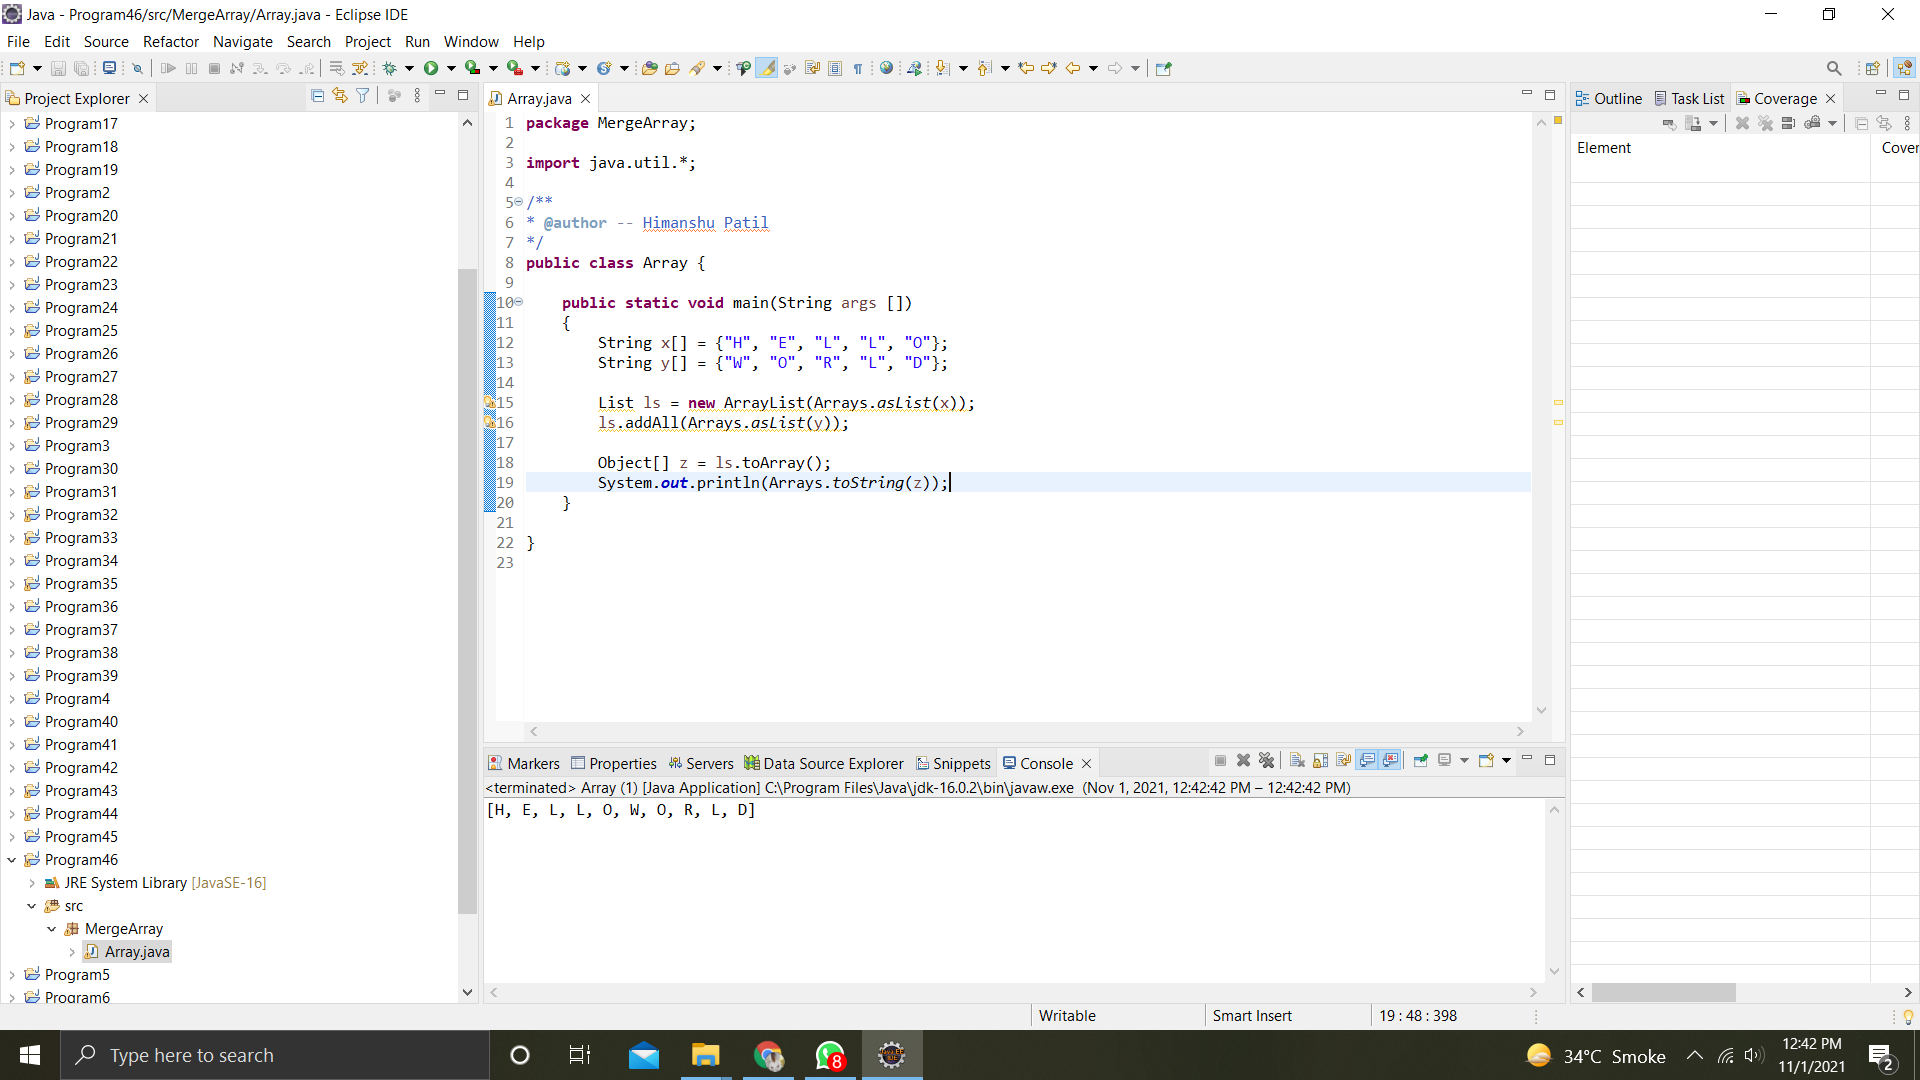 Java - Program46/src/MergeArray/Array.java - Eclipse IDE
File Edit Source Refactor Navigate Search Project Run Window Help
Project Explorer
Program17
Program18
Program19
Program2
Program20
Program21
Program22
Program23
Program24
Program25
Program26
Program27
Program28
Program29
Program3
Program30
Program31
Program32
Program33
Program34
Program35
Program36
Program37
Program38
Program39
Program4
Program40
Program41
Program42
Program43
Program44
Program45
Program46
JRE System Library [JavaSE-16]
src
MergeArray
Array.java
Program5
Program6
Array.java
1 package MergeArray;
2
3 import java.util.*;
4
5 /**
6 * @author -- Himanshu Patil
7 */
8 public class Array {
9
10 public static void main(String args [])
11 {
12 String x[] = {"H", "E", "L", "L", "O"};
13 String y[] = {"W", "O", "R", "L", "D"};
14
15 List ls = new ArrayList(Arrays.asList(x));
16 ls.addAll(Arrays.asList(y));
17
18 Object[] z = ls.toArray();
19 System.out.println(Arrays.toString(z));
20 }
21
22 }
23
Outline Task List Coverage
Element Cover
Markers Properties Servers Data Source Explorer Snippets Console
<terminated> Array (1) [Java Application] C:\Program Files\Java\jdk-16.0.2\bin\javaw.exe (Nov 1, 2021, 12:42:42 PM – 12:42:42 PM)
[H, E, L, L, O, W, O, R, L, D]
Writable Smart Insert 19 : 48 : 398
Type here to search
8
34°C Smoke
12:42 PM
11/1/2021
2